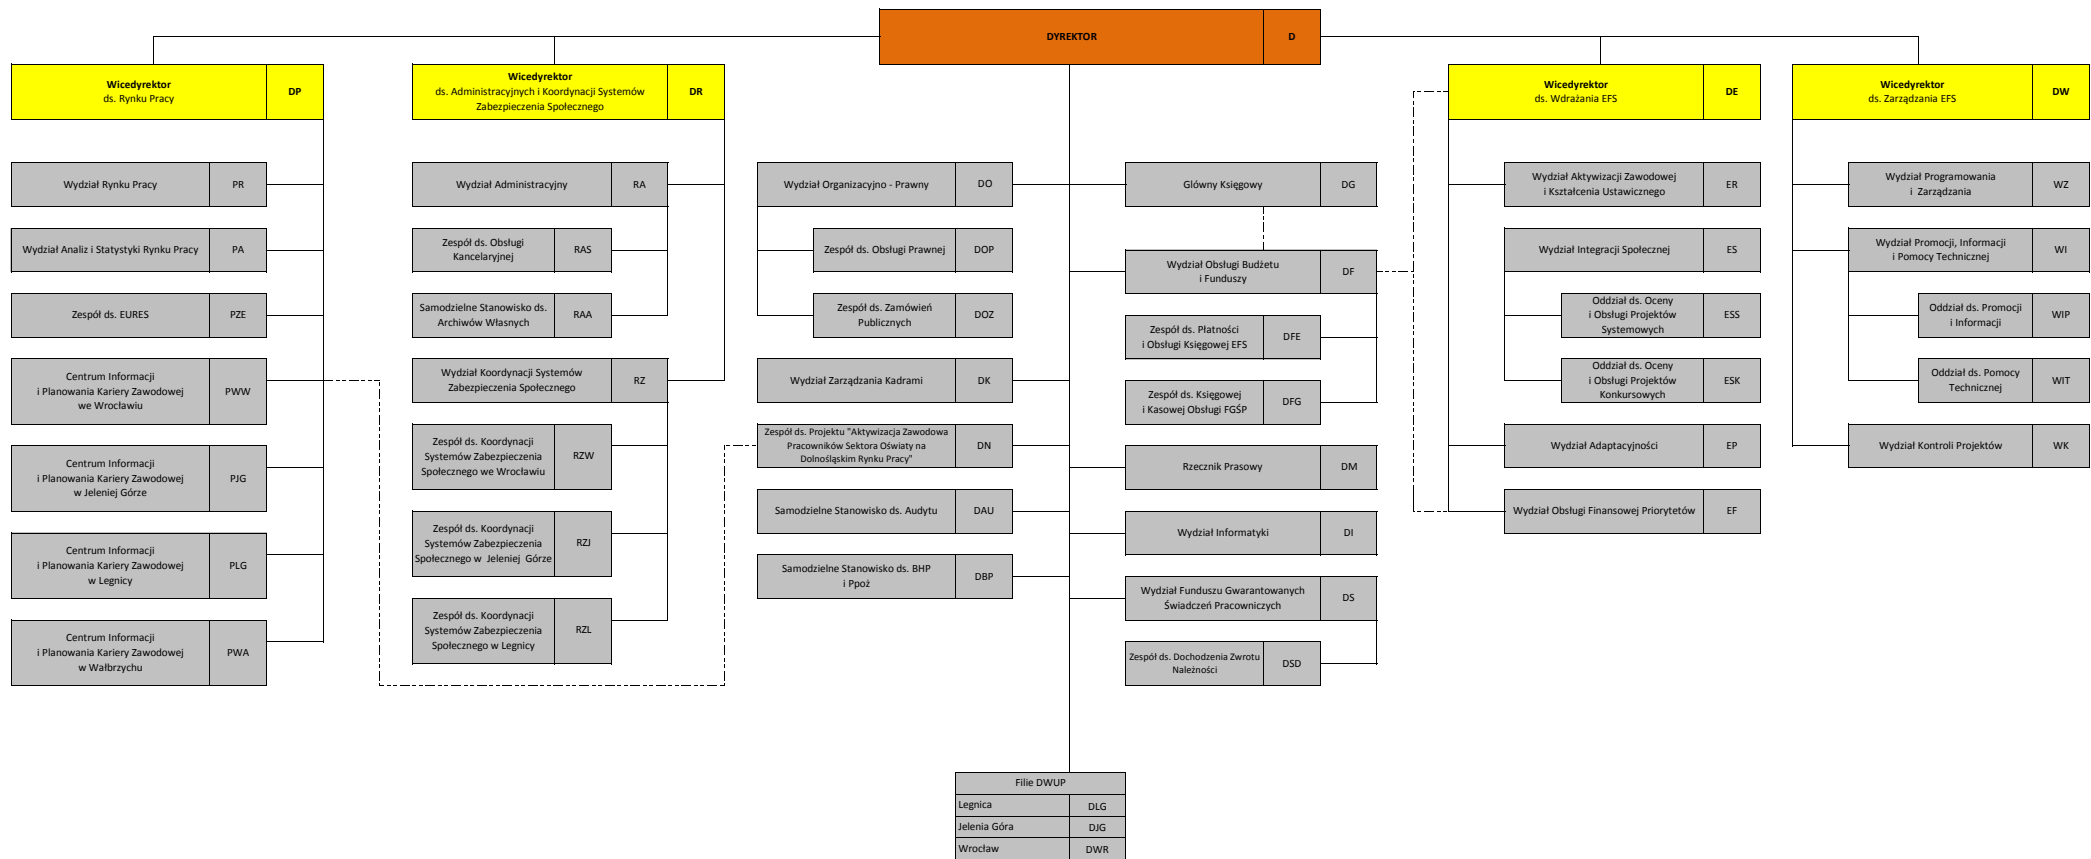 DYREKTOR D
Wicedyrektor
ds. Rynku Pracy
DP
Wicedyrektor
ds. Administracyjnych i Koordynacji Systemów
Zabezpieczenia Społecznego
DR
Wicedyrektor
ds. Wdrażania EFS
DE
Wicedyrektor
ds. Zarządzania EFS
DW
Wydział Rynku Pracy PR
Wydział Analiz i Statystyki Rynku Pracy PA
Zespół ds. EURES PZE
Centrum Informacji
i Planowania Kariery Zawodowej
we Wrocławiu
PWW
Centrum Informacji
i Planowania Kariery Zawodowej
w Jeleniej Górze
PJG
Centrum Informacji
i Planowania Kariery Zawodowej
w Legnicy
PLG
Centrum Informacji
i Planowania Kariery Zawodowej
w Wałbrzychu
PWA
Wydział Administracyjny RA
Zespół ds. Obsługi
Kancelaryjnej
RAS
Samodzielne Stanowisko ds.
Archiwów Własnych
RAA
Wydział Koordynacji Systemów
Zabezpieczenia Społecznego
RZ
Zespół ds. Koordynacji
Systemów Zabezpieczenia
Społecznego we Wrocławiu
RZW
Zespół ds. Koordynacji
Systemów Zabezpieczenia
Społecznego w Jeleniej Górze
RZJ
Zespół ds. Koordynacji
Systemów Zabezpieczenia
Społecznego w Legnicy
RZL
Wydział Organizacyjno - Prawny DO
Zespół ds. Obsługi Prawnej DOP
Zespół ds. Zamówień
Publicznych
DOZ
Wydział Zarządzania Kadrami DK
Zespół ds. Projektu "Aktywizacja Zawodowa
Pracowników Sektora Oświaty na
Dolnośląskim Rynku Pracy"
DN
Samodzielne Stanowisko ds. Audytu DAU
Samodzielne Stanowisko ds. BHP
i Ppoż
DBP
Glówny Księgowy DG
Wydział Obsługi Budżetu
i Funduszy
DF
Zespół ds. Płatności
i Obsługi Księgowej EFS
DFE
Zespół ds. Księgowej
i Kasowej Obsługi FGŚP
DFG
Rzecznik Prasowy DM
Wydział Informatyki DI
Wydział Funduszu Gwarantowanych
Świadczeń Pracowniczych
DS
Zespół ds. Dochodzenia Zwrotu
Należności
DSD
Wydział Aktywizacji Zawodowej
i Kształcenia Ustawicznego
ER
Wydział Integracji Społecznej ES
Oddział ds. Oceny
i Obsługi Projektów
Systemowych
ESS
Oddział ds. Oceny
i Obsługi Projektów
Konkursowych
ESK
Wydział Adaptacyjności EP
Wydział Obsługi Finansowej Priorytetów EF
Wydział Programowania
i Zarządzania
WZ
Wydział Promocji, Informacji
i Pomocy Technicznej
WI
Oddział ds. Promocji
i Informacji
WIP
Oddział ds. Pomocy
Technicznej
WIT
Wydział Kontroli Projektów WK
Filie DWUP
Legnica DLG
Jelenia Góra DJG
Wrocław DWR